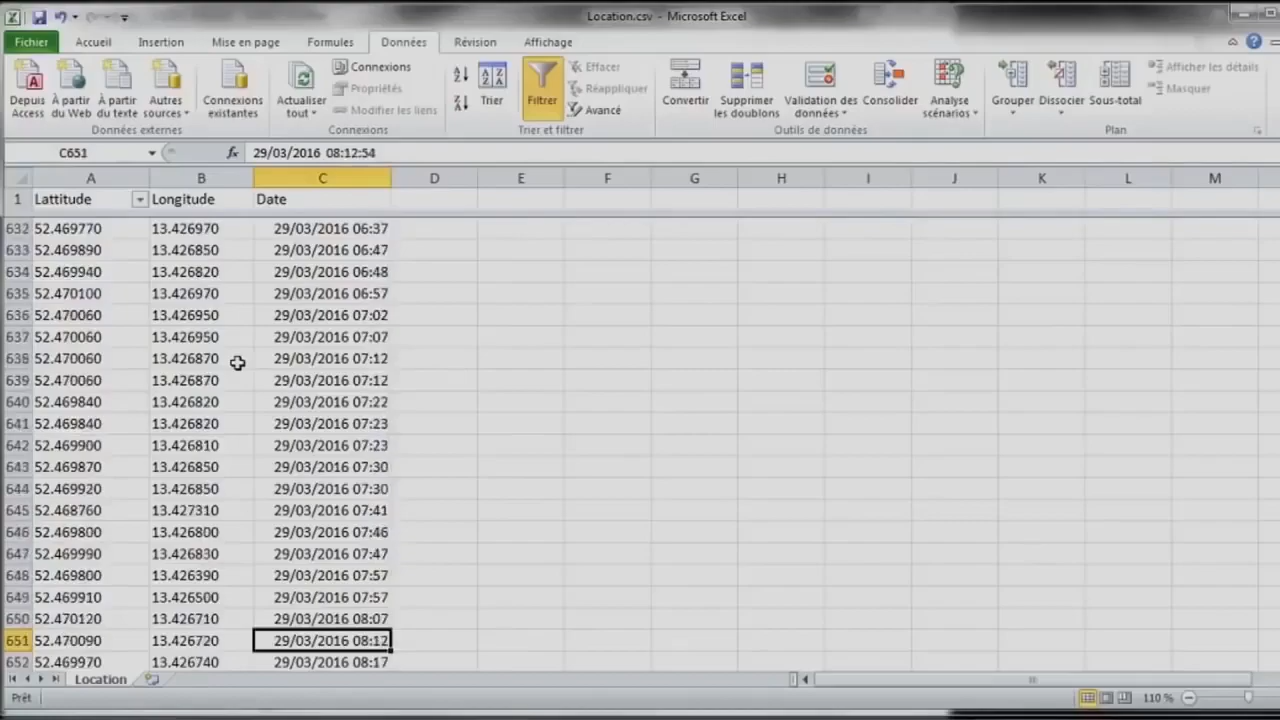 Location.csv - Microsoft Excel
Fichier Accueil Insertion Mise en page Formules Données Révision Affichage
Depuis Access
À partir du Web
À partir du texte
Autres sources
Connexions existantes
Données externes
Actualiser tout
Connexions
Propriétés
Modifier les liens
Connexions
Trier
Filtrer
Effacer
Réappliquer
Avancé
Trier et filtrer
Convertir
Supprimer les doublons
Validation des données
Consolider
Analyse scénarios
Outils de données
Grouper
Dissocier
Sous-total
Afficher les détails
Masquer
Plan
C651 fx 29/03/2016 08:12:54
A B C D E F G H I J K L M
1 Lattitude Longitude Date
632 52.469770 13.426970 29/03/2016 06:37
633 52.469890 13.426850 29/03/2016 06:47
634 52.469940 13.426820 29/03/2016 06:48
635 52.470100 13.426970 29/03/2016 06:57
636 52.470060 13.426950 29/03/2016 07:02
637 52.470060 13.426950 29/03/2016 07:07
638 52.470060 13.426870 29/03/2016 07:12
639 52.470060 13.426870 29/03/2016 07:12
640 52.469840 13.426820 29/03/2016 07:22
641 52.469840 13.426820 29/03/2016 07:23
642 52.469900 13.426810 29/03/2016 07:23
643 52.469870 13.426850 29/03/2016 07:30
644 52.469920 13.426850 29/03/2016 07:30
645 52.468760 13.427310 29/03/2016 07:41
646 52.469800 13.426800 29/03/2016 07:46
647 52.469990 13.426830 29/03/2016 07:47
648 52.469800 13.426390 29/03/2016 07:57
649 52.469910 13.426500 29/03/2016 07:57
650 52.470120 13.426710 29/03/2016 08:07
651 52.470090 13.426720 29/03/2016 08:12
652 52.469970 13.426740 29/03/2016 08:17
Location
Prêt 110 %